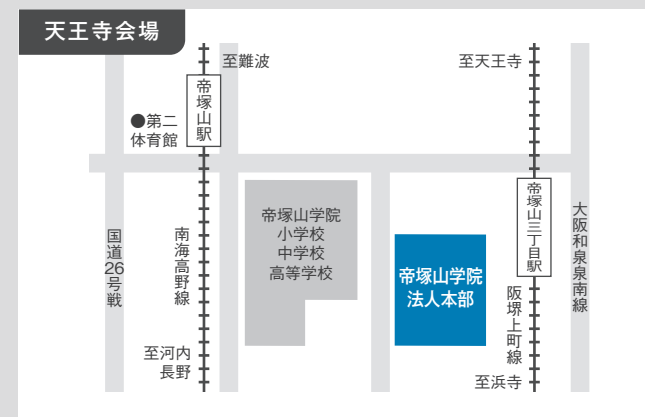 天王寺会場
至難波
至天王寺
帝塚山駅
●第二
体育館
帝塚山学院
小学校
中学校
高等学校
帝塚山学院
法人本部
帝塚山三丁目駅
大阪和泉泉南線
国道26号戦
南海高野線
阪堺上町線
至河内
長野
至浜寺